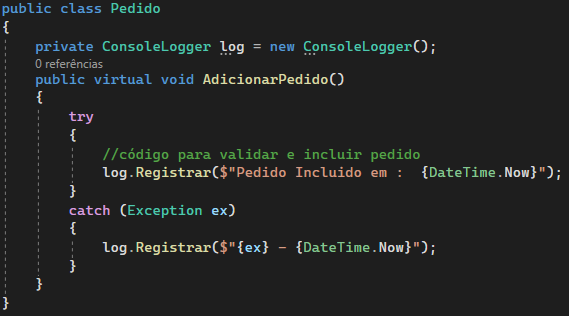 public class Pedido
{
private ConsoleLogger log = new ConsoleLogger();
0 referências
public virtual void AdicionarPedido()
{
try
{
//código para validar e incluir pedido
log.Registrar($"Pedido Incluido em :  {DateTime.Now}");
}
catch (Exception ex)
{
log.Registrar($"{ex} - {DateTime.Now}");
}
}
}